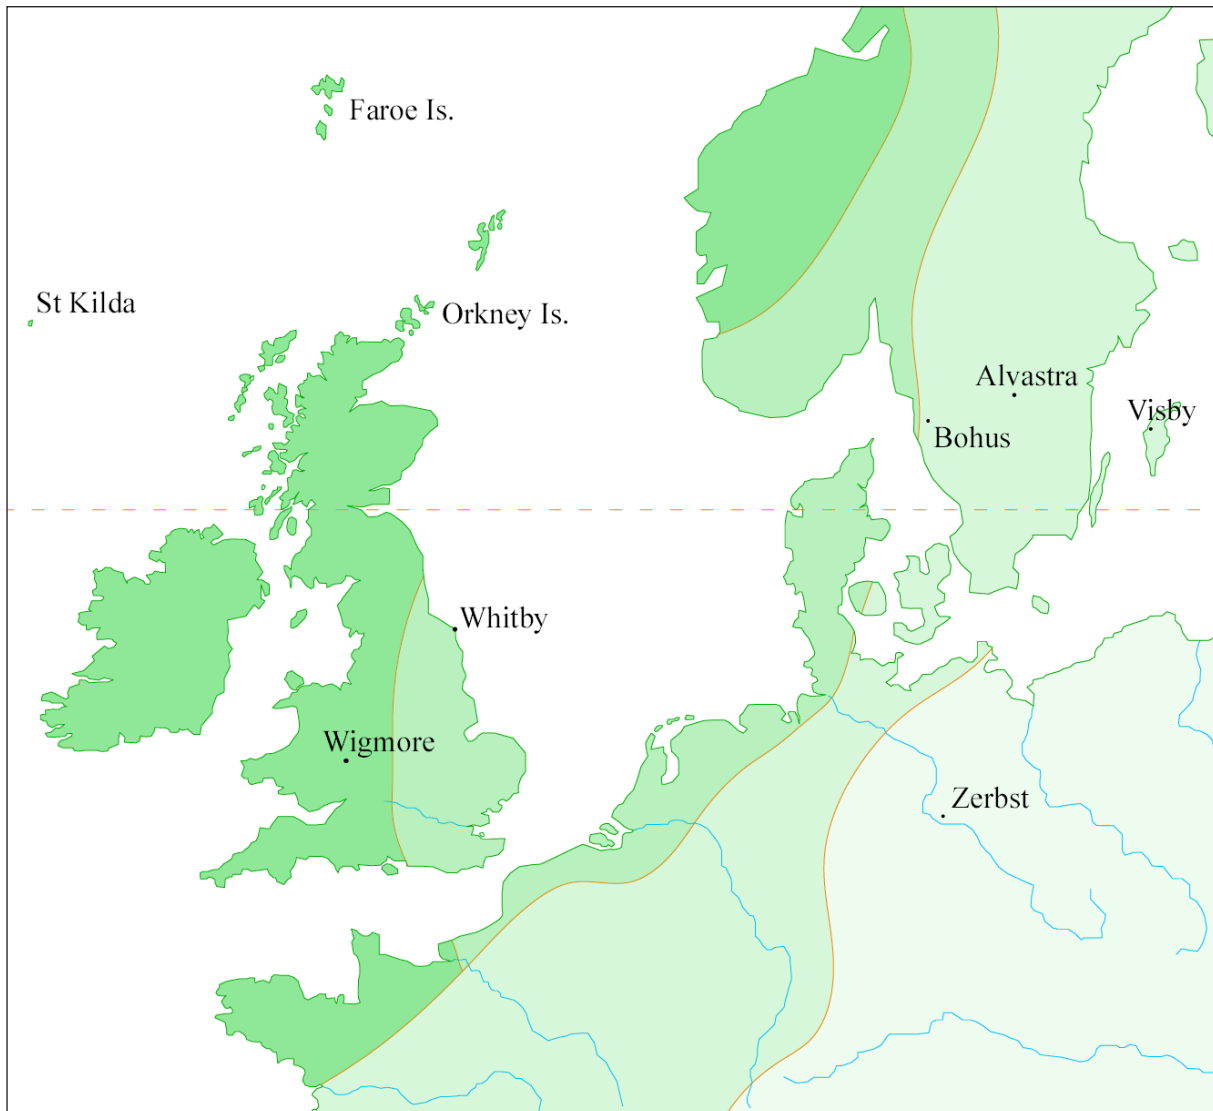 Faroe Is.
St Kilda
Orkney Is.
Alvastra
Visby
Bohus
Whitby
Wigmore
Zerbst